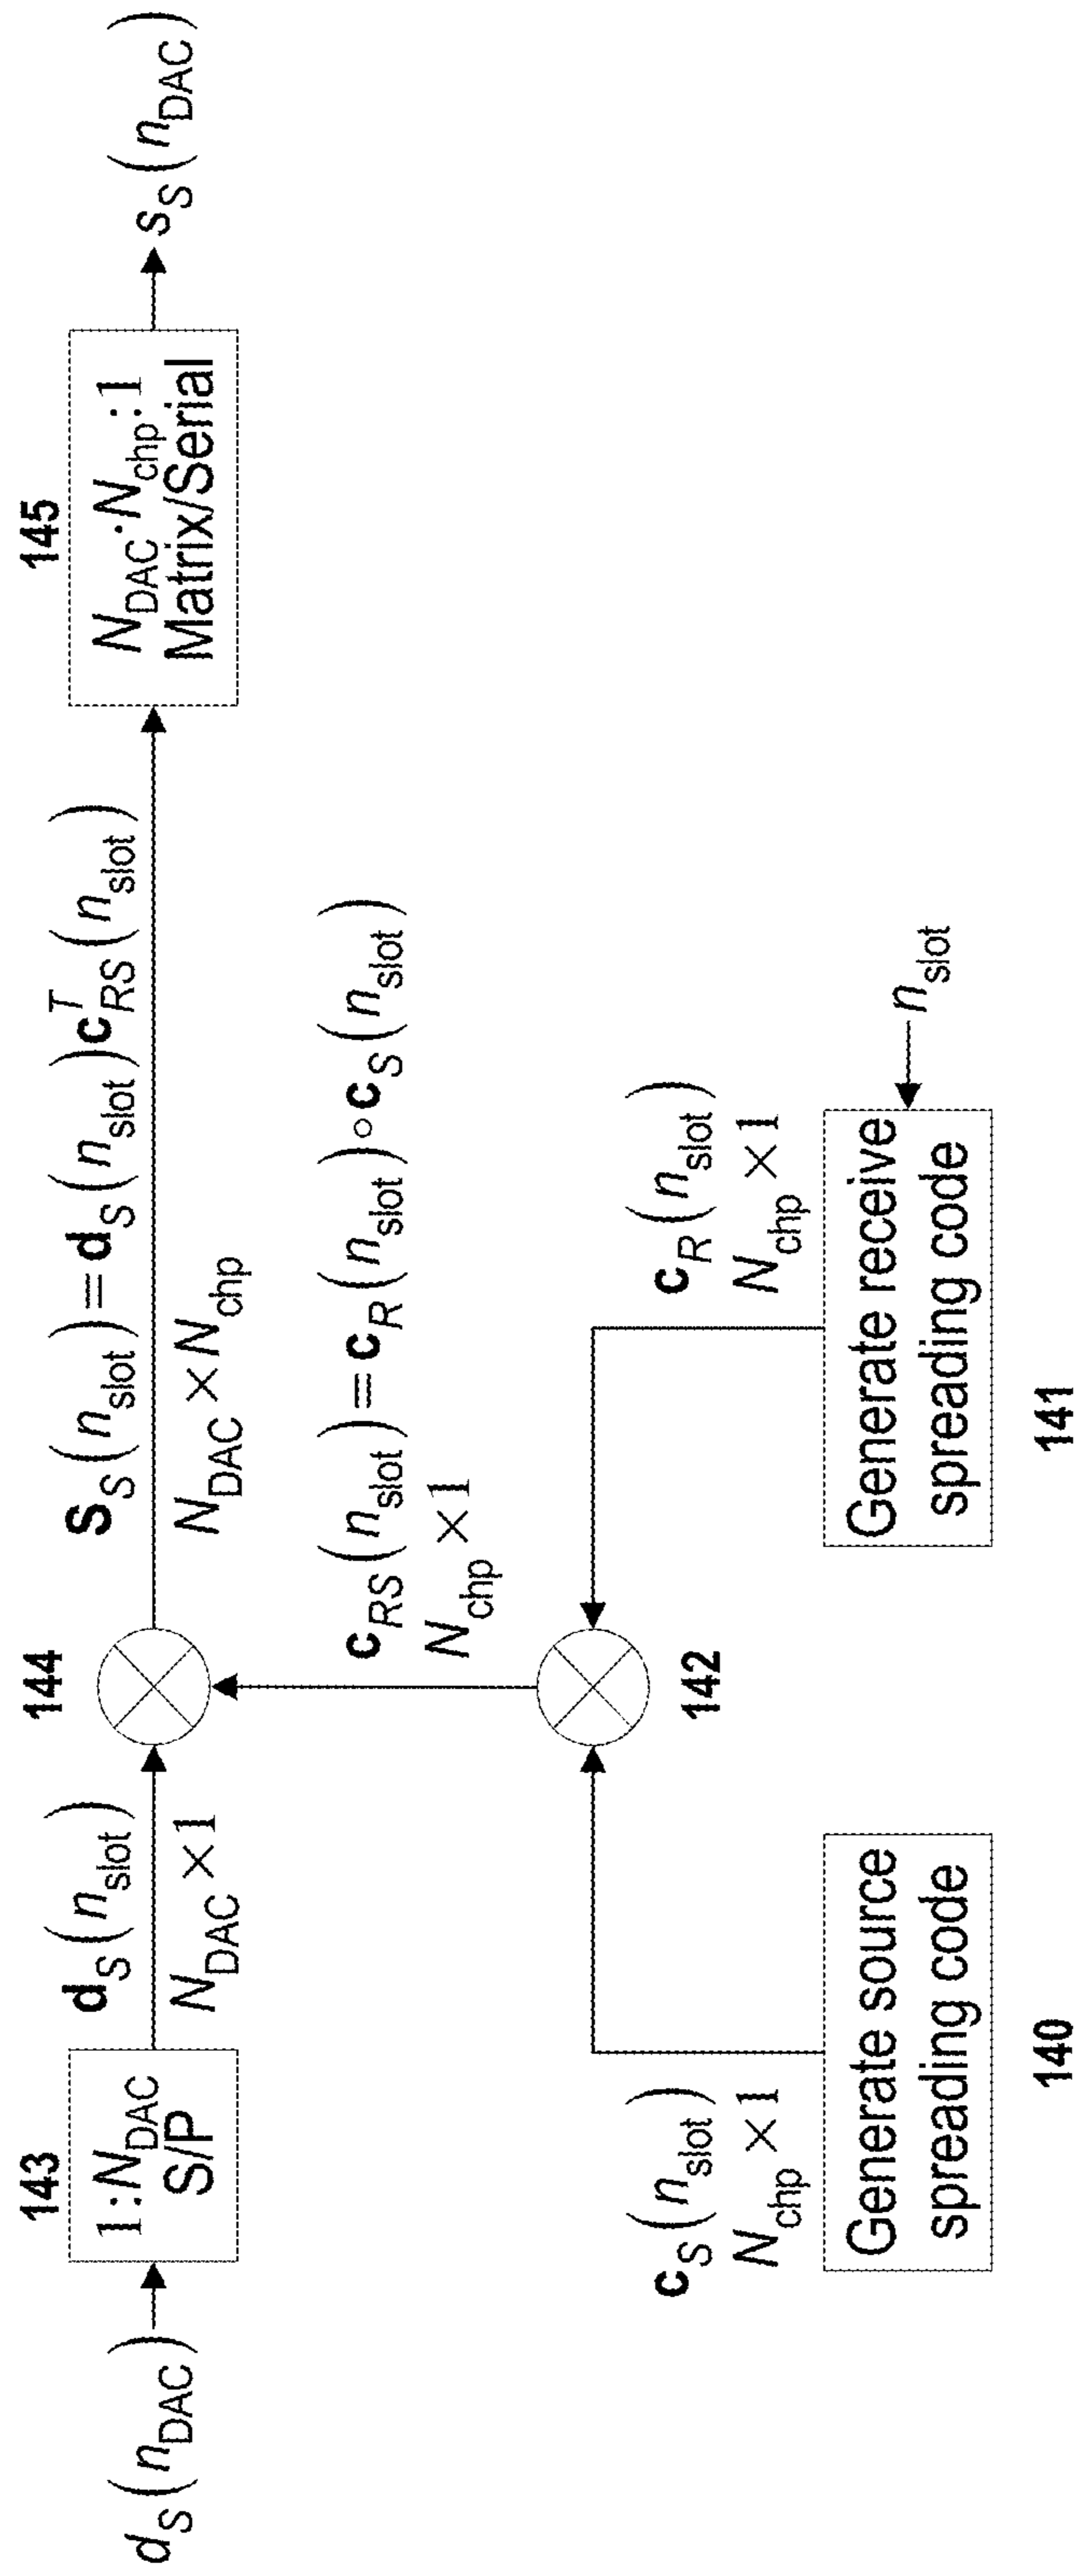 143
144
145
d_S(n_DAC)
1:N_DAC
S/P
d_S(n_slot)
N_DAC×1
S_S(n_slot)=d_S(n_slot)c_RS^T(n_slot)
N_DAC×N_chp
N_DAC·N_chp:1
Matrix/Serial
s_S(n_DAC)
c_RS(n_slot)=c_R(n_slot)∘c_S(n_slot)
N_chp×1
142
c_S(n_slot)
N_chp×1
c_R(n_slot)
N_chp×1
Generate source
spreading code
140
Generate receive
spreading code
141
n_slot